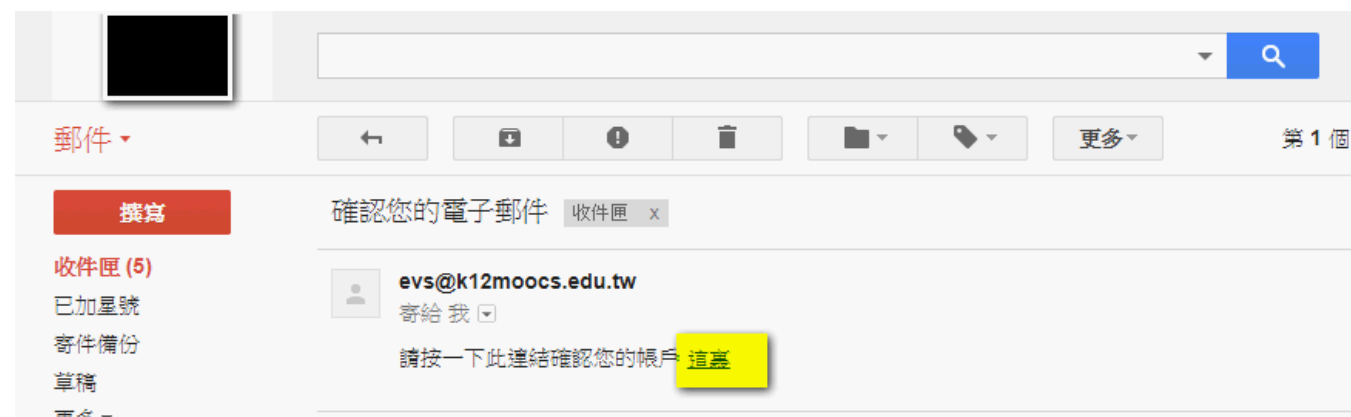 郵件
更多
第 1 個
撰寫
確認您的電子郵件 收件匣 x
收件匣 (5)
evs@k12moocs.edu.tw
已加星號
寄給 我
寄件備份
請按一下此連結確認您的帳戶 這裏
草稿
更多